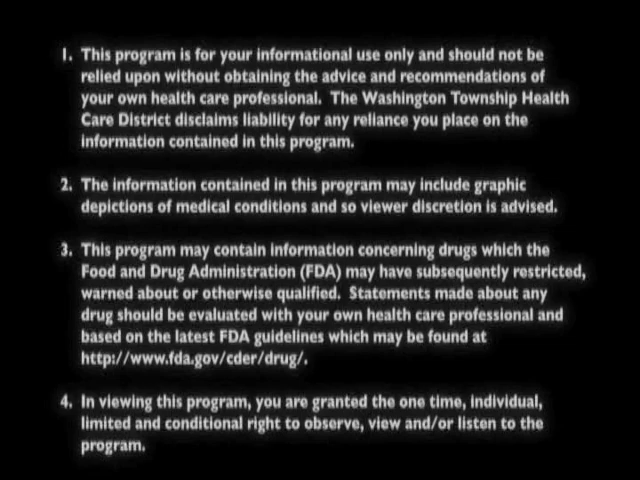 1. This program is for your informational use only and should not be
relied upon without obtaining the advice and recommendations of
your own health care professional. The Washington Township Health
Care District disclaims liability for any reliance you place on the
information contained in this program.
2. The information contained in this program may include graphic
depictions of medical conditions and so viewer discretion is advised.
3. This program may contain information concerning drugs which the
Food and Drug Administration (FDA) may have subsequently restricted,
warned about or otherwise qualified. Statements made about any
drug should be evaluated with your own health care professional and
based on the latest FDA guidelines which may be found at
http://www.fda.gov/cder/drug/.
4. In viewing this program, you are granted the one time, individual,
limited and conditional right to observe, view and/or listen to the
program.